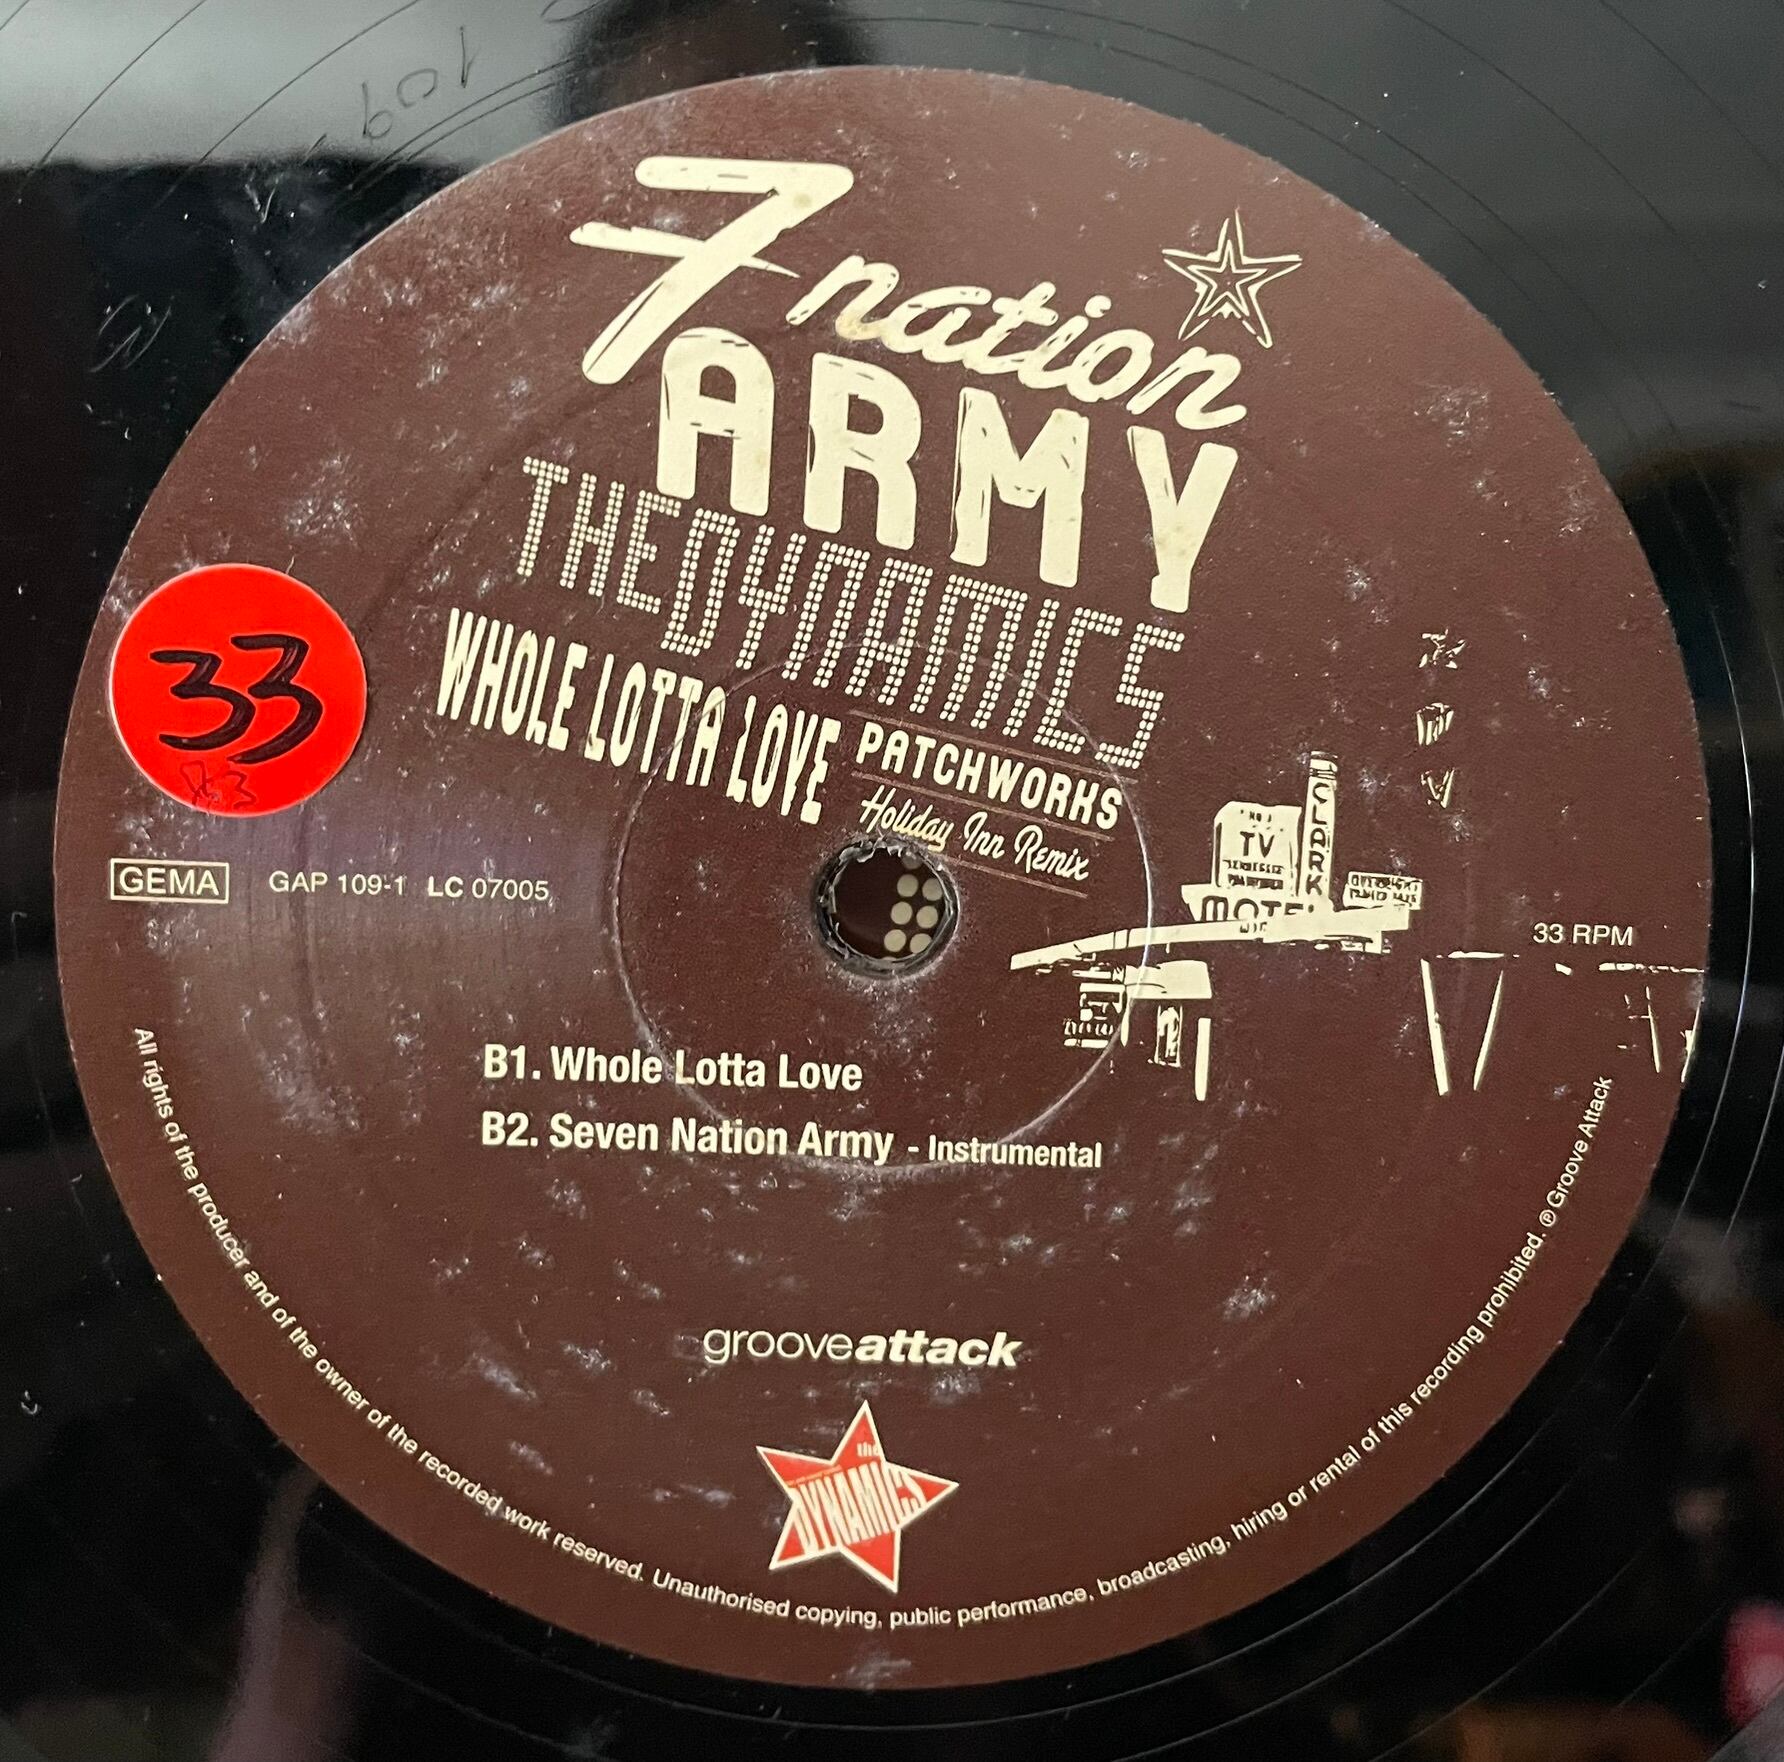 7 nation
ARMY
THE DYNAMICS
WHOLE LOTTA LOVE
PATCHWORKS
Holiday Inn Remix
33
GEMA GAP 109-1 LC 07005
CLARK
TV
MOTEL
33 RPM
B1. Whole Lotta Love
B2. Seven Nation Army - Instrumental
grooveattack
the
DYNAMICS
All rights of the producer and of the owner of the recorded work reserved. Unauthorised copying, public performance, broadcasting, hiring or rental of this recording prohibited. ℗ Groove Attack